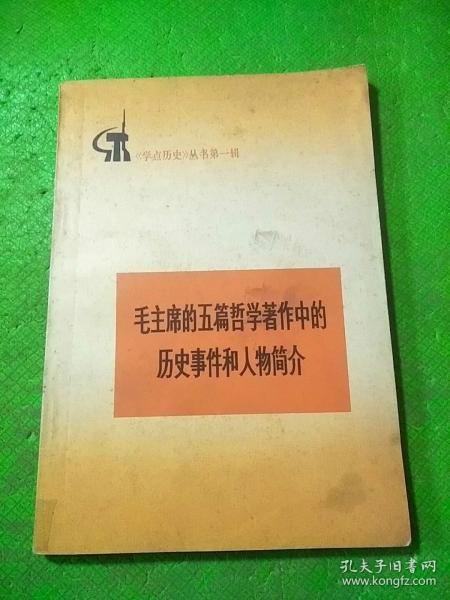 《学点历史》丛书第一辑
毛主席的五篇哲学著作中的
历史事件和人物简介
孔夫子旧书网
www.kongfz.com